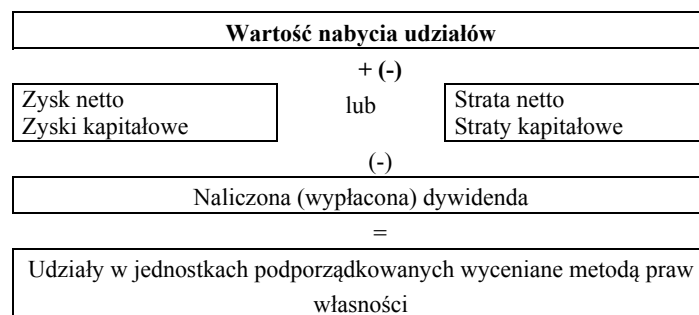 Wartość nabycia udziałów
+ (-)
Zysk netto
Zyski kapitałowe
lub
Strata netto
Straty kapitałowe
(-)
Naliczona (wypłacona) dywidenda
=
Udziały w jednostkach podporządkowanych wyceniane metodą praw
własności